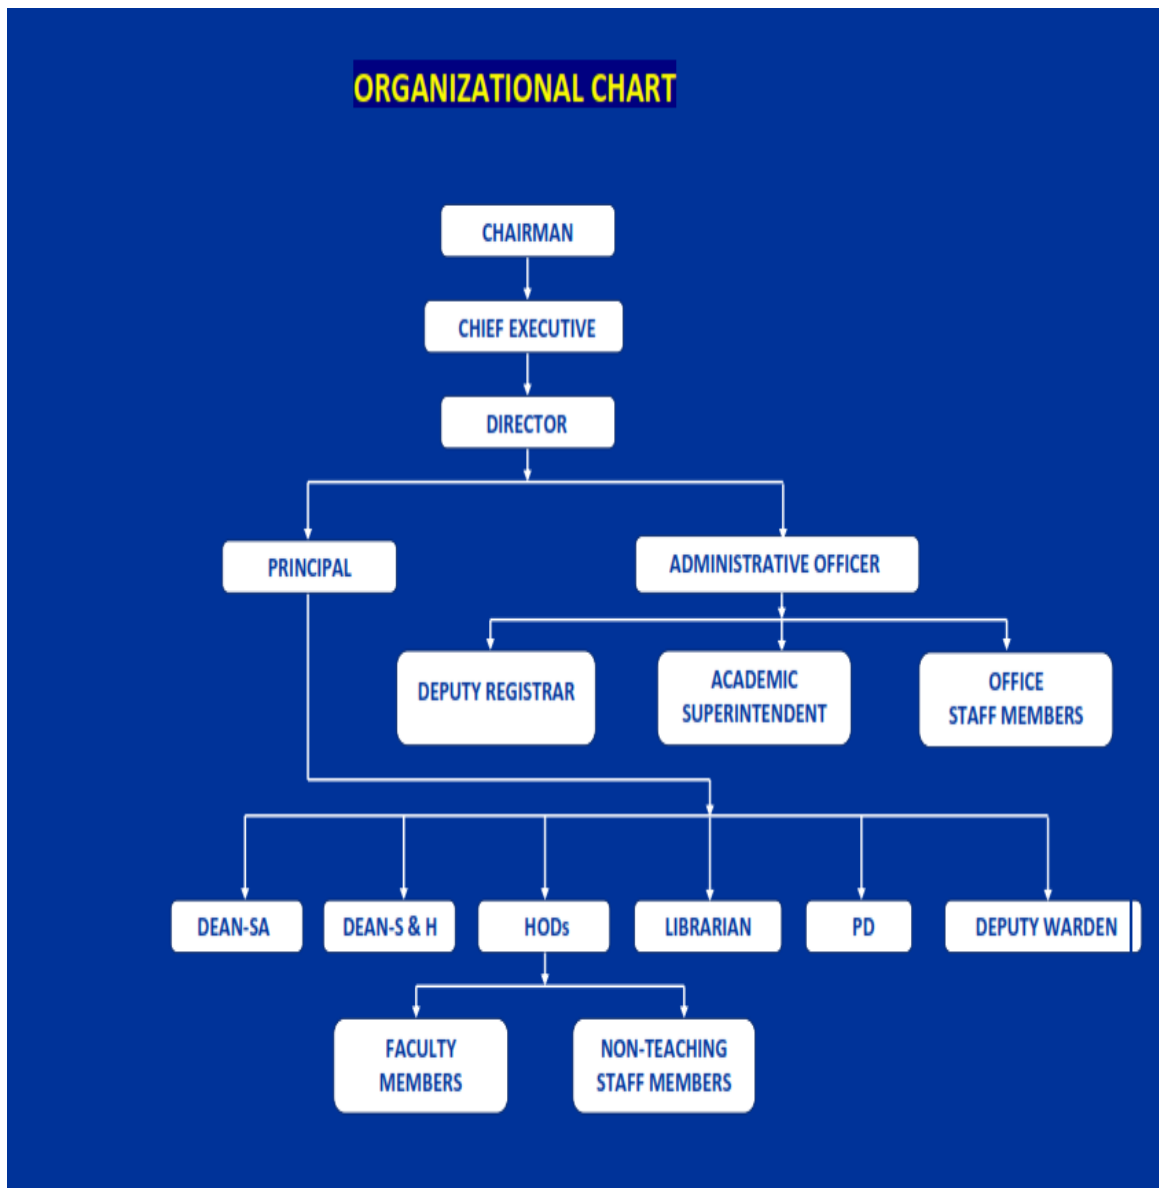 ORGANIZATIONAL CHART
CHAIRMAN
CHIEF EXECUTIVE
DIRECTOR
PRINCIPAL
ADMINISTRATIVE OFFICER
DEPUTY REGISTRAR
ACADEMIC
SUPERINTENDENT
OFFICE
STAFF MEMBERS
DEAN-SA
DEAN-S & H
HODs
LIBRARIAN
PD
DEPUTY WARDEN
FACULTY
MEMBERS
NON-TEACHING
STAFF MEMBERS